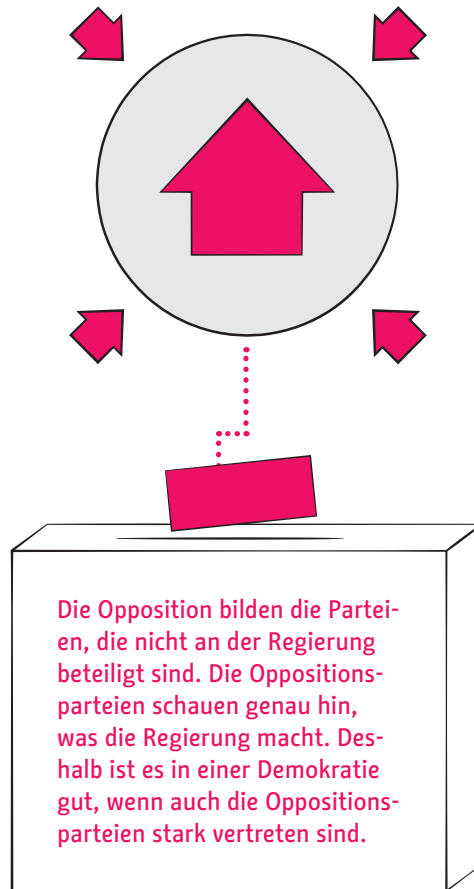 Die Opposition bilden die Partei-
en, die nicht an der Regierung
beteiligt sind. Die Oppositions-
parteien schauen genau hin,
was die Regierung macht. Des-
halb ist es in einer Demokratie
gut, wenn auch die Oppositions-
parteien stark vertreten sind.